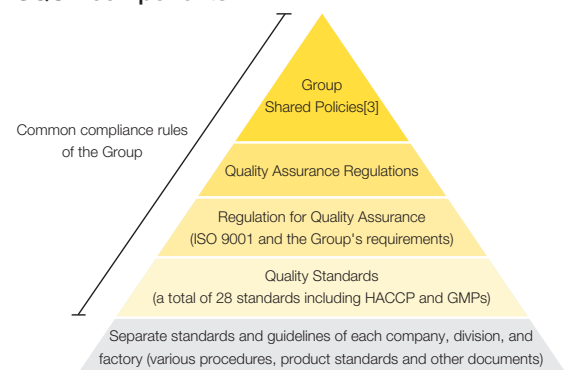 Group
Shared Policies[3]
Common compliance rules
of the Group
Quality Assurance Regulations
Regulation for Quality Assurance
(ISO 9001 and the Group's requirements)
Quality Standards
(a total of 28 standards including HACCP and GMPs)
Separate standards and guidelines of each company, division, and
factory (various procedures, product standards and other documents)